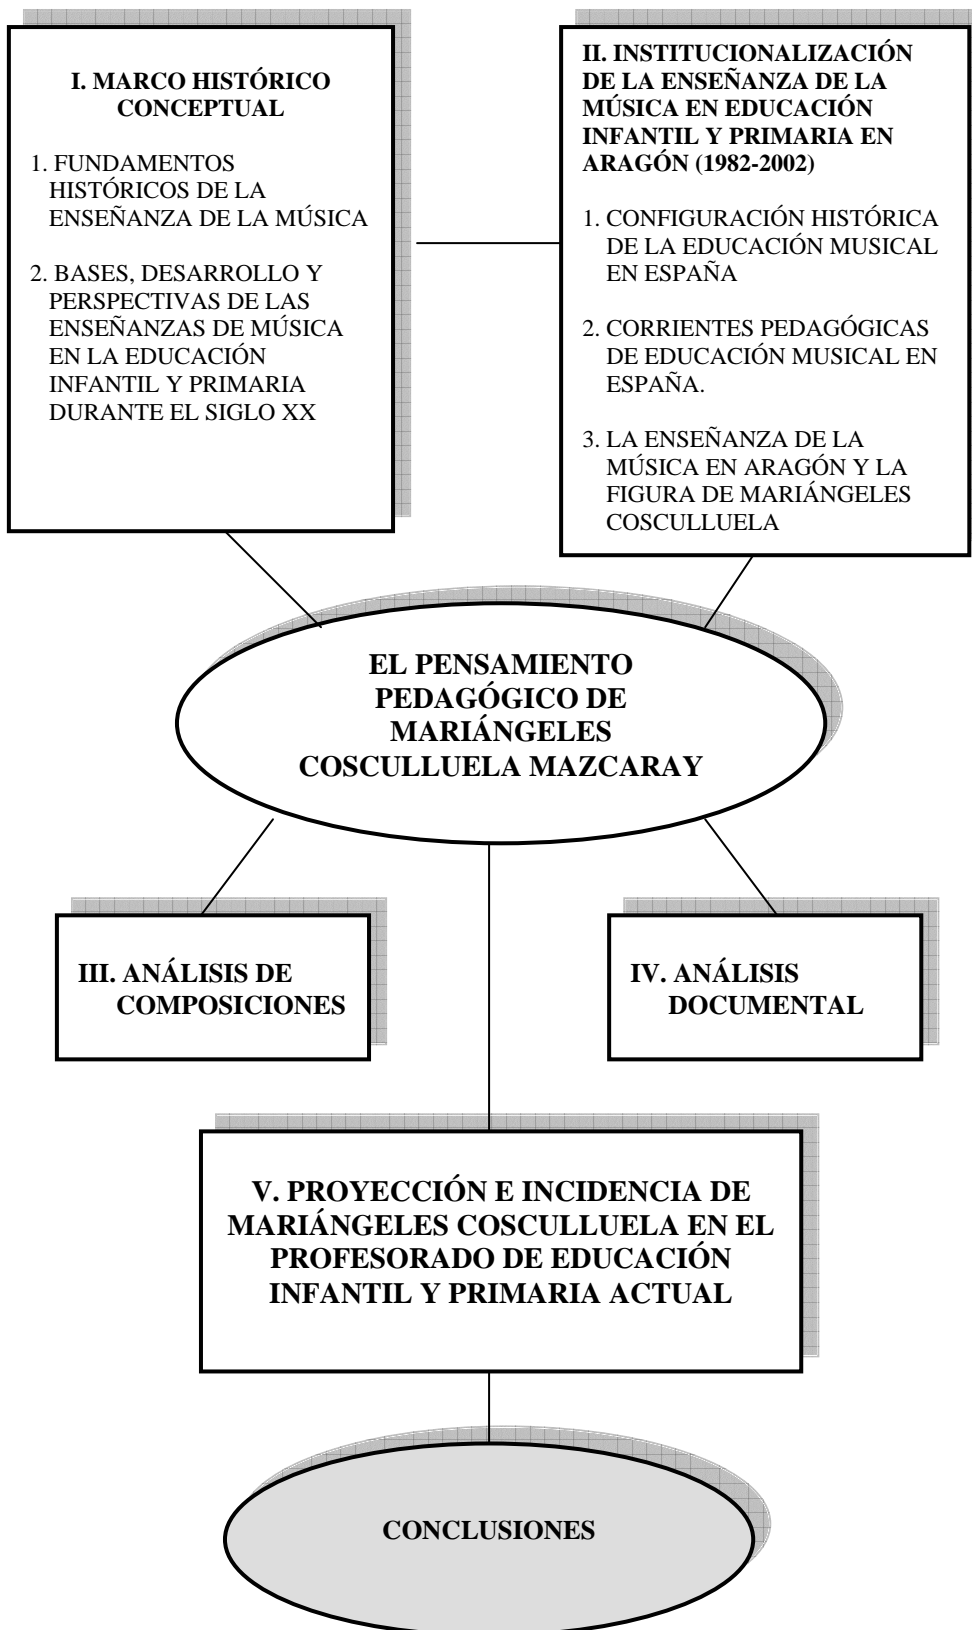 I. MARCO HISTÓRICO
CONCEPTUAL
1. FUNDAMENTOS
HISTÓRICOS DE LA
ENSEÑANZA DE LA MÚSICA
2. BASES, DESARROLLO Y
PERSPECTIVAS DE LAS
ENSEÑANZAS DE MÚSICA
EN LA EDUCACIÓN
INFANTIL Y PRIMARIA
DURANTE EL SIGLO XX
II. INSTITUCIONALIZACIÓN
DE LA ENSEÑANZA DE LA
MÚSICA EN EDUCACIÓN
INFANTIL Y PRIMARIA EN
ARAGÓN (1982-2002)
1. CONFIGURACIÓN HISTÓRICA
DE LA EDUCACIÓN MUSICAL
EN ESPAÑA
2. CORRIENTES PEDAGÓGICAS
DE EDUCACIÓN MUSICAL EN
ESPAÑA.
3. LA ENSEÑANZA DE LA
MÚSICA EN ARAGÓN Y LA
FIGURA DE MARIÁNGELES
COSCULLUELA
EL PENSAMIENTO
PEDAGÓGICO DE
MARIÁNGELES
COSCULLUELA MAZCARAY
III. ANÁLISIS DE
COMPOSICIONES
IV. ANÁLISIS
DOCUMENTAL
V. PROYECCIÓN E INCIDENCIA DE
MARIÁNGELES COSCULLUELA EN EL
PROFESORADO DE EDUCACIÓN
INFANTIL Y PRIMARIA ACTUAL
CONCLUSIONES